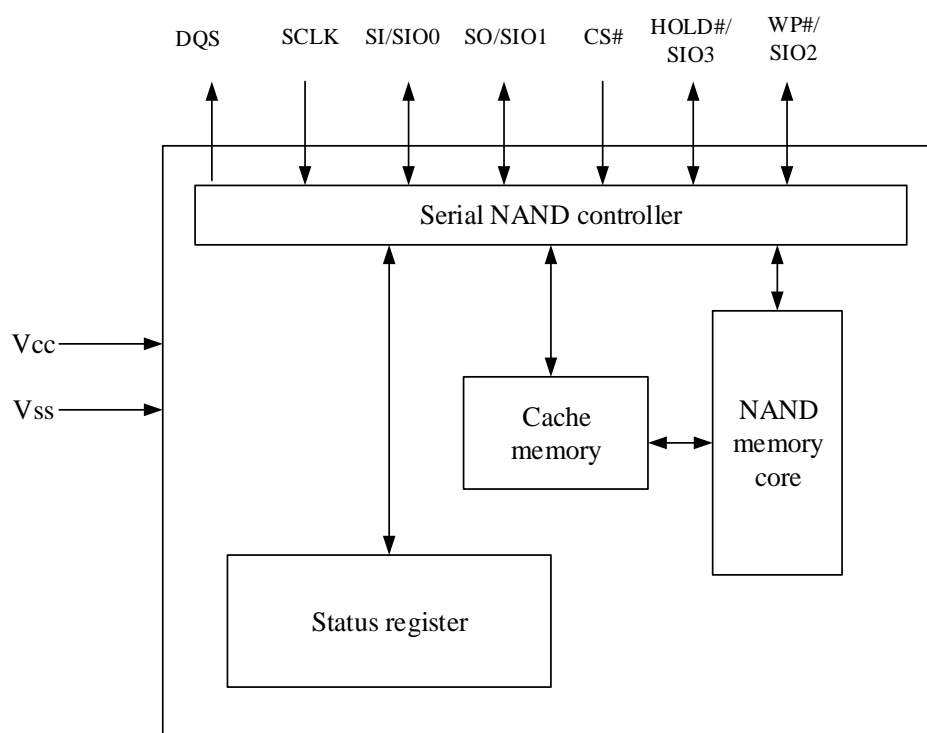 DQS
SCLK
SI/SIO0
SO/SIO1
CS#
HOLD#/
SIO3
WP#/
SIO2
Serial NAND controller
Vcc
Vss
Cache
memory
NAND
memory
core
Status register